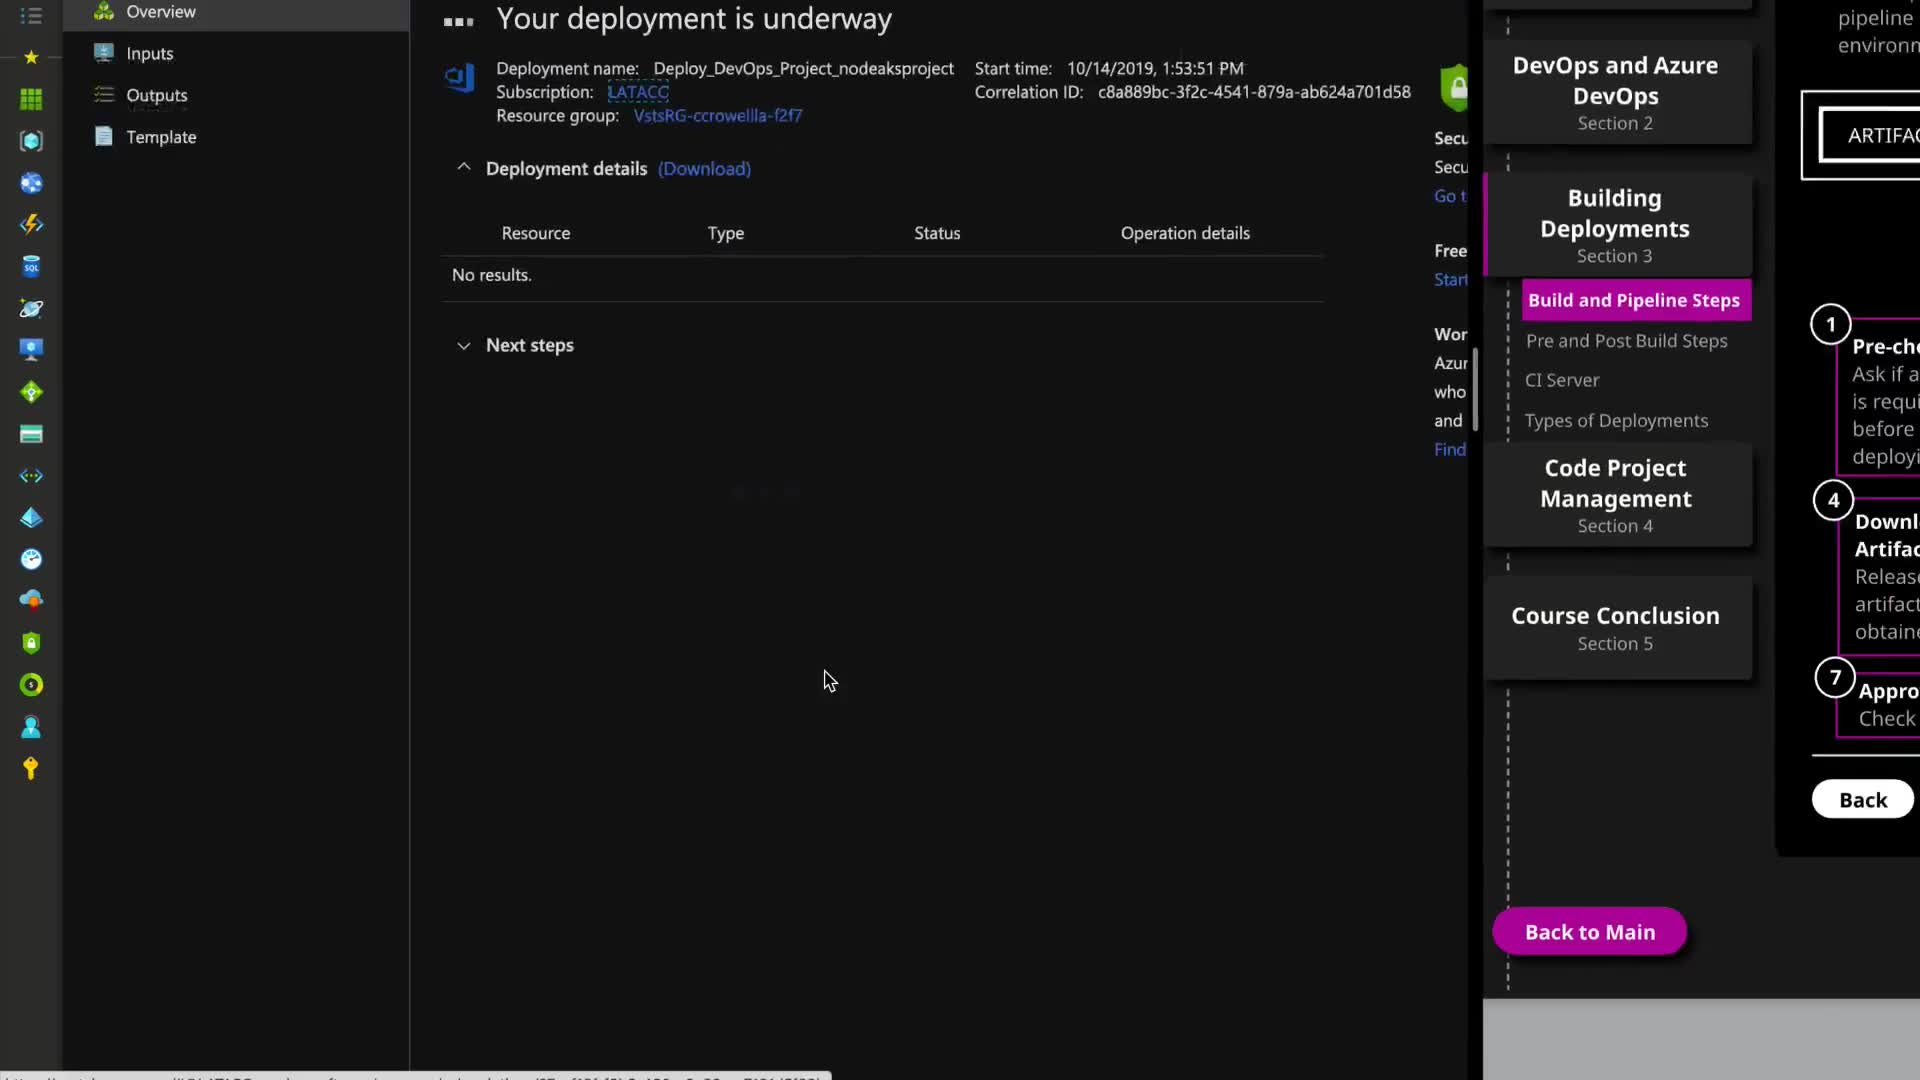 Overview
Inputs
Outputs
Template
Your deployment is underway
Deployment name: Deploy_DevOps_Project_nodeaksproject
Subscription: LATACC
Resource group: VstsRG-ccrowellla-f2f7
Start time: 10/14/2019, 1:53:51 PM
Correlation ID: c8a889bc-3f2c-4541-879a-ab624a701d58
Deployment details (Download)
Resource Type Status Operation details
No results.
Next steps
Secu
Secu
Go t
Free
Start
Wor
Azur
who
and
Find
DevOps and Azure
DevOps
Section 2
Building
Deployments
Section 3
Build and Pipeline Steps
Pre and Post Build Steps
CI Server
Types of Deployments
Code Project
Management
Section 4
Course Conclusion
Section 5
Back to Main
pipeline
environm
ARTIFAC
1
Pre-che
Ask if a
is requi
before
deployi
4
Downl
Artifac
Release
artifact
obtaine
7
Appro
Check
Back